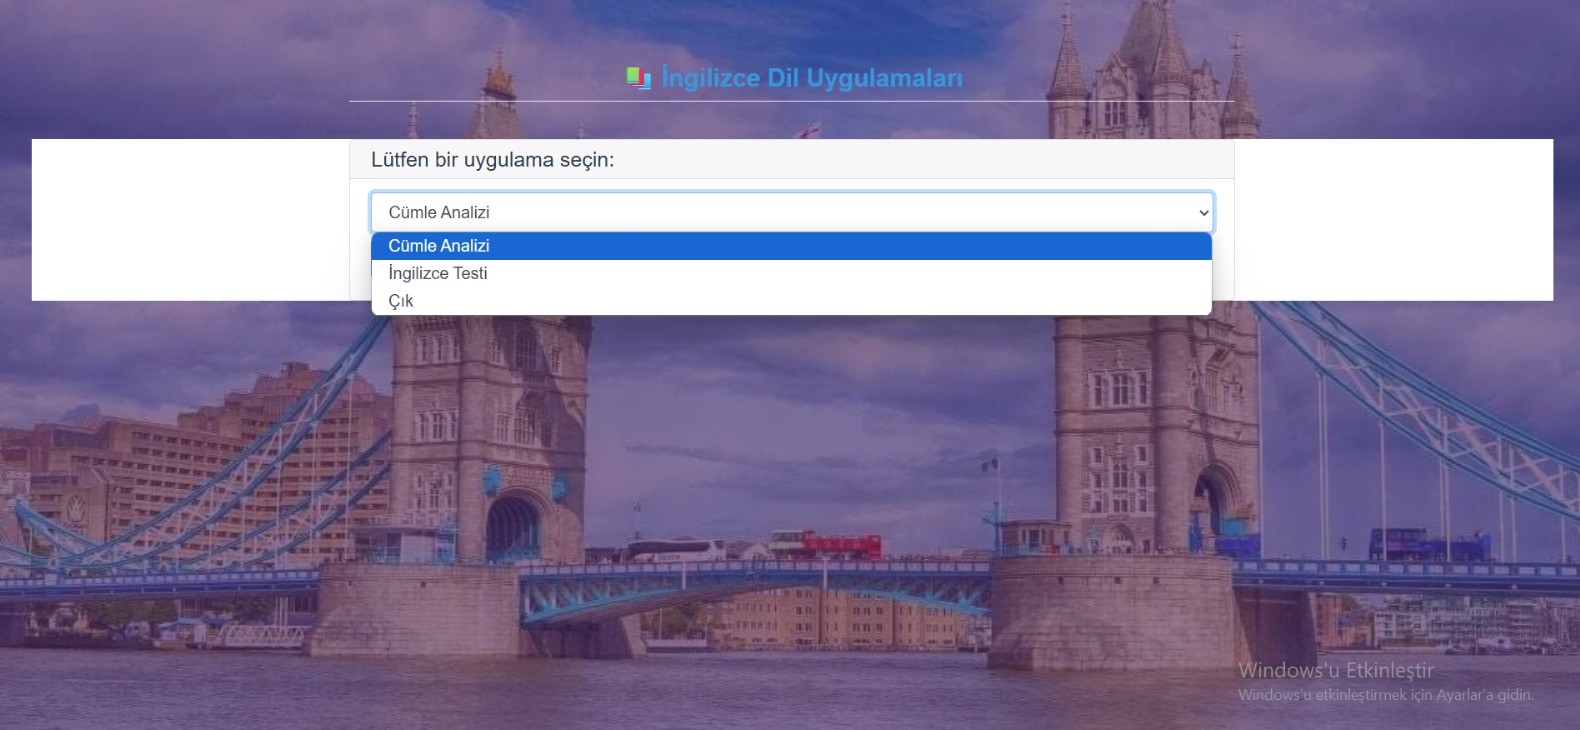 İngilizce Dil Uygulamaları
Lütfen bir uygulama seçin:
Cümle Analizi
Cümle Analizi
İngilizce Testi
Çık
Windows'u Etkinleştir
Windows'u etkinleştirmek için Ayarlar'a gidin.